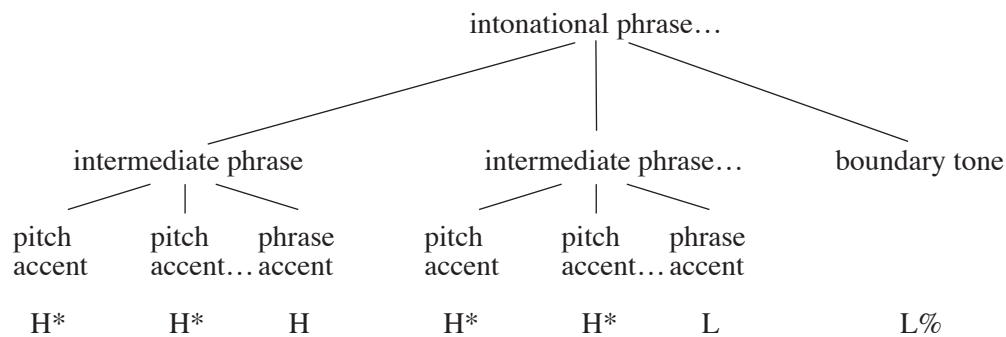 intonational phrase…
intermediate phrase intermediate phrase… boundary tone
pitch pitch phrase pitch pitch phrase
accent accent… accent accent accent… accent
H* H* H H* H* L L%